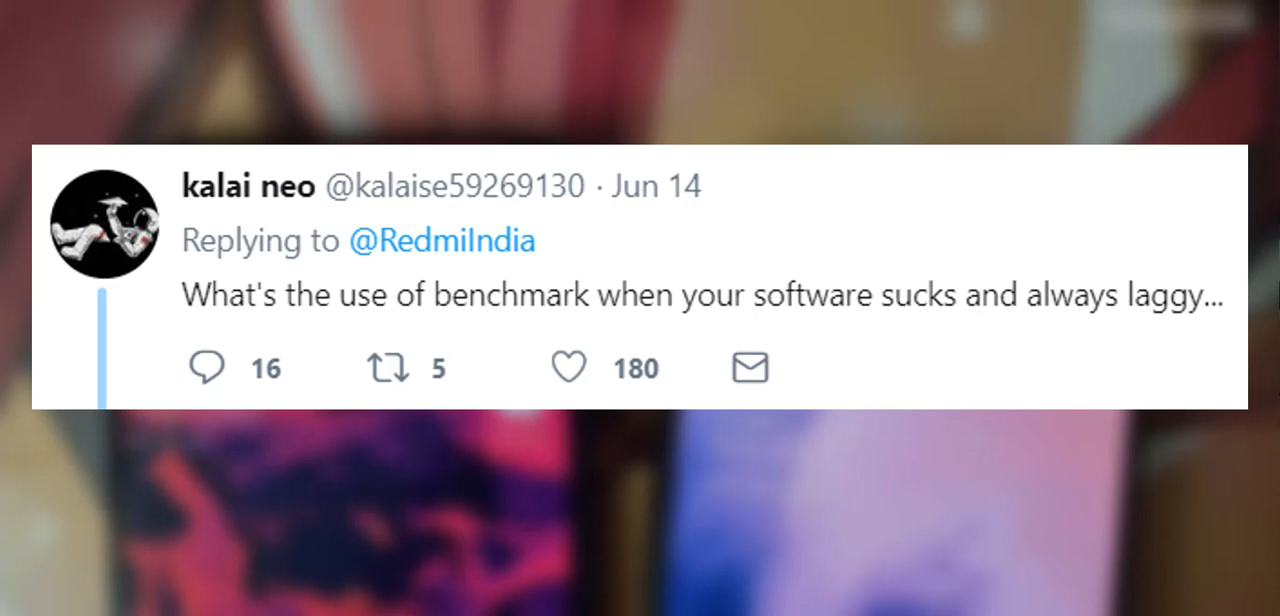 kalai neo @kalaise59269130 · Jun 14
Replying to @RedmiIndia
What's the use of benchmark when your software sucks and always laggy...
16 5 180